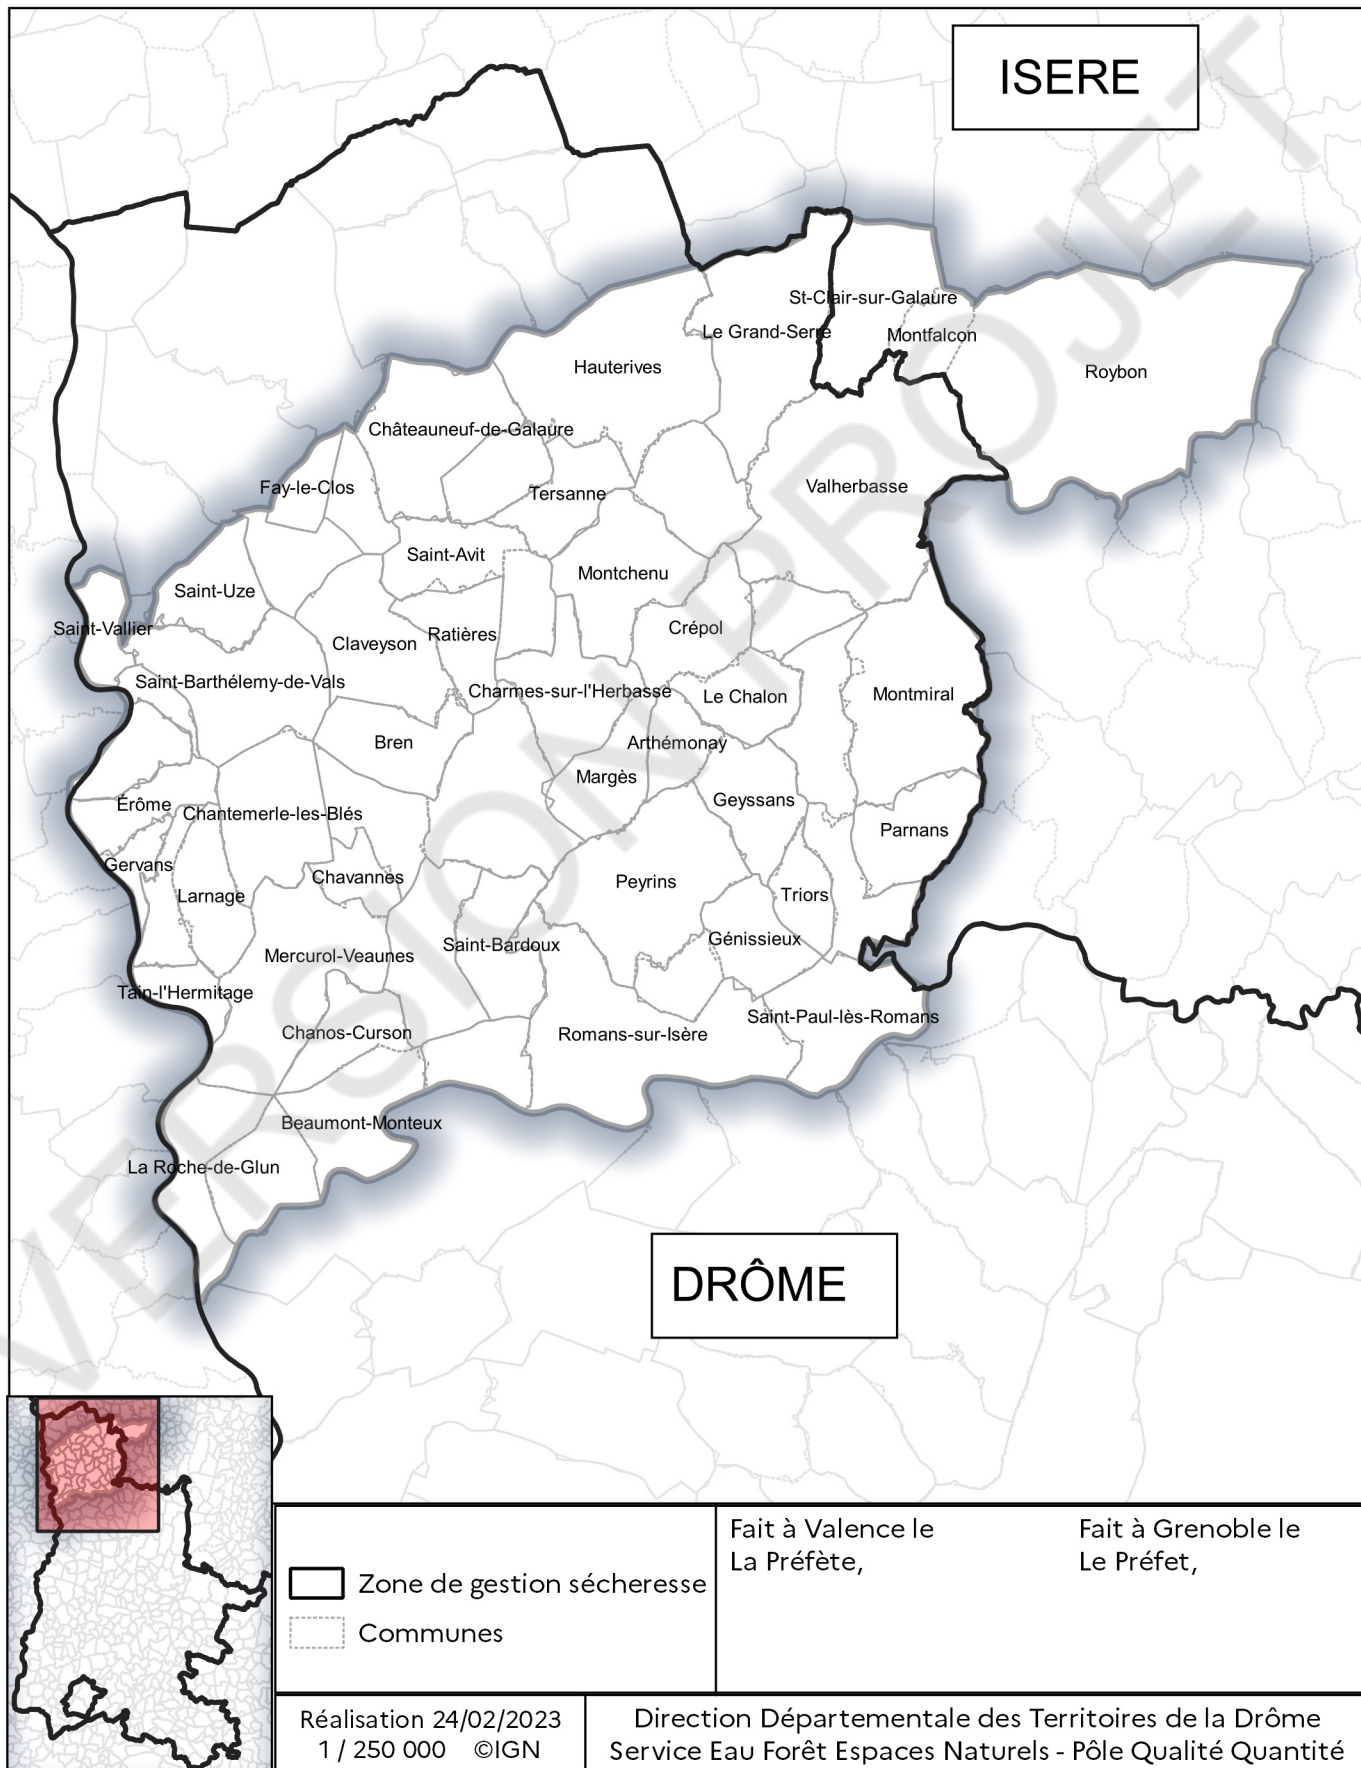 ISERE
St-Clair-sur-Galaure
Le Grand-Serre
Montfalcon
Hauterives
Roybon
Châteauneuf-de-Galaure
Fay-le-Clos
Tersanne
Valherbasse
Saint-Avit
Montchenu
Saint-Uze
Saint-Vallier
Claveyson
Ratières
Crépol
Saint-Barthélemy-de-Vals
Charmes-sur-l'Herbasse
Le Chalon
Montmiral
Bren
Arthémonay
Margès
Érôme
Chantemerle-les-Blés
Geyssans
Parnans
Gervans
Chavannes
Peyrins
Larnage
Triors
Mercurol-Veaunes
Saint-Bardoux
Génissieux
Tain-l'Hermitage
Chanos-Curson
Romans-sur-Isère
Saint-Paul-lès-Romans
Beaumont-Monteux
La Roche-de-Glun
VERSION PROJET
DRÔME
Zone de gestion sécheresse
Communes
Fait à Valence le
La Préfète,
Fait à Grenoble le
Le Préfet,
Réalisation 24/02/2023
1 / 250 000 ©IGN
Direction Départementale des Territoires de la Drôme
Service Eau Forêt Espaces Naturels - Pôle Qualité Quantité